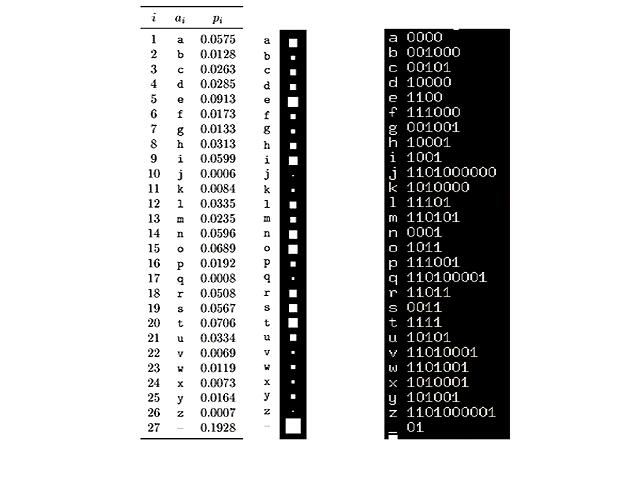 i a_i p_i
1 a 0.0575 a
2 b 0.0128 b
3 c 0.0263 c
4 d 0.0285 d
5 e 0.0913 e
6 f 0.0173 f
7 g 0.0133 g
8 h 0.0313 h
9 i 0.0599 i
10 j 0.0006 j
11 k 0.0084 k
12 l 0.0335 l
13 m 0.0235 m
14 n 0.0596 n
15 o 0.0689 o
16 p 0.0192 p
17 q 0.0008 q
18 r 0.0508 r
19 s 0.0567 s
20 t 0.0706 t
21 u 0.0334 u
22 v 0.0069 v
23 w 0.0119 w
24 x 0.0073 x
25 y 0.0164 y
26 z 0.0007 z
27 – 0.1928 –
a 0000
b 001000
c 00101
d 10000
e 1100
f 111000
g 001001
h 10001
i 1001
j 1101000000
k 1010000
l 11101
m 110101
n 0001
o 1011
p 111001
q 110100001
r 11011
s 0011
t 1111
u 10101
v 11010001
w 1101001
x 1010001
y 101001
z 1101000001
_ 01